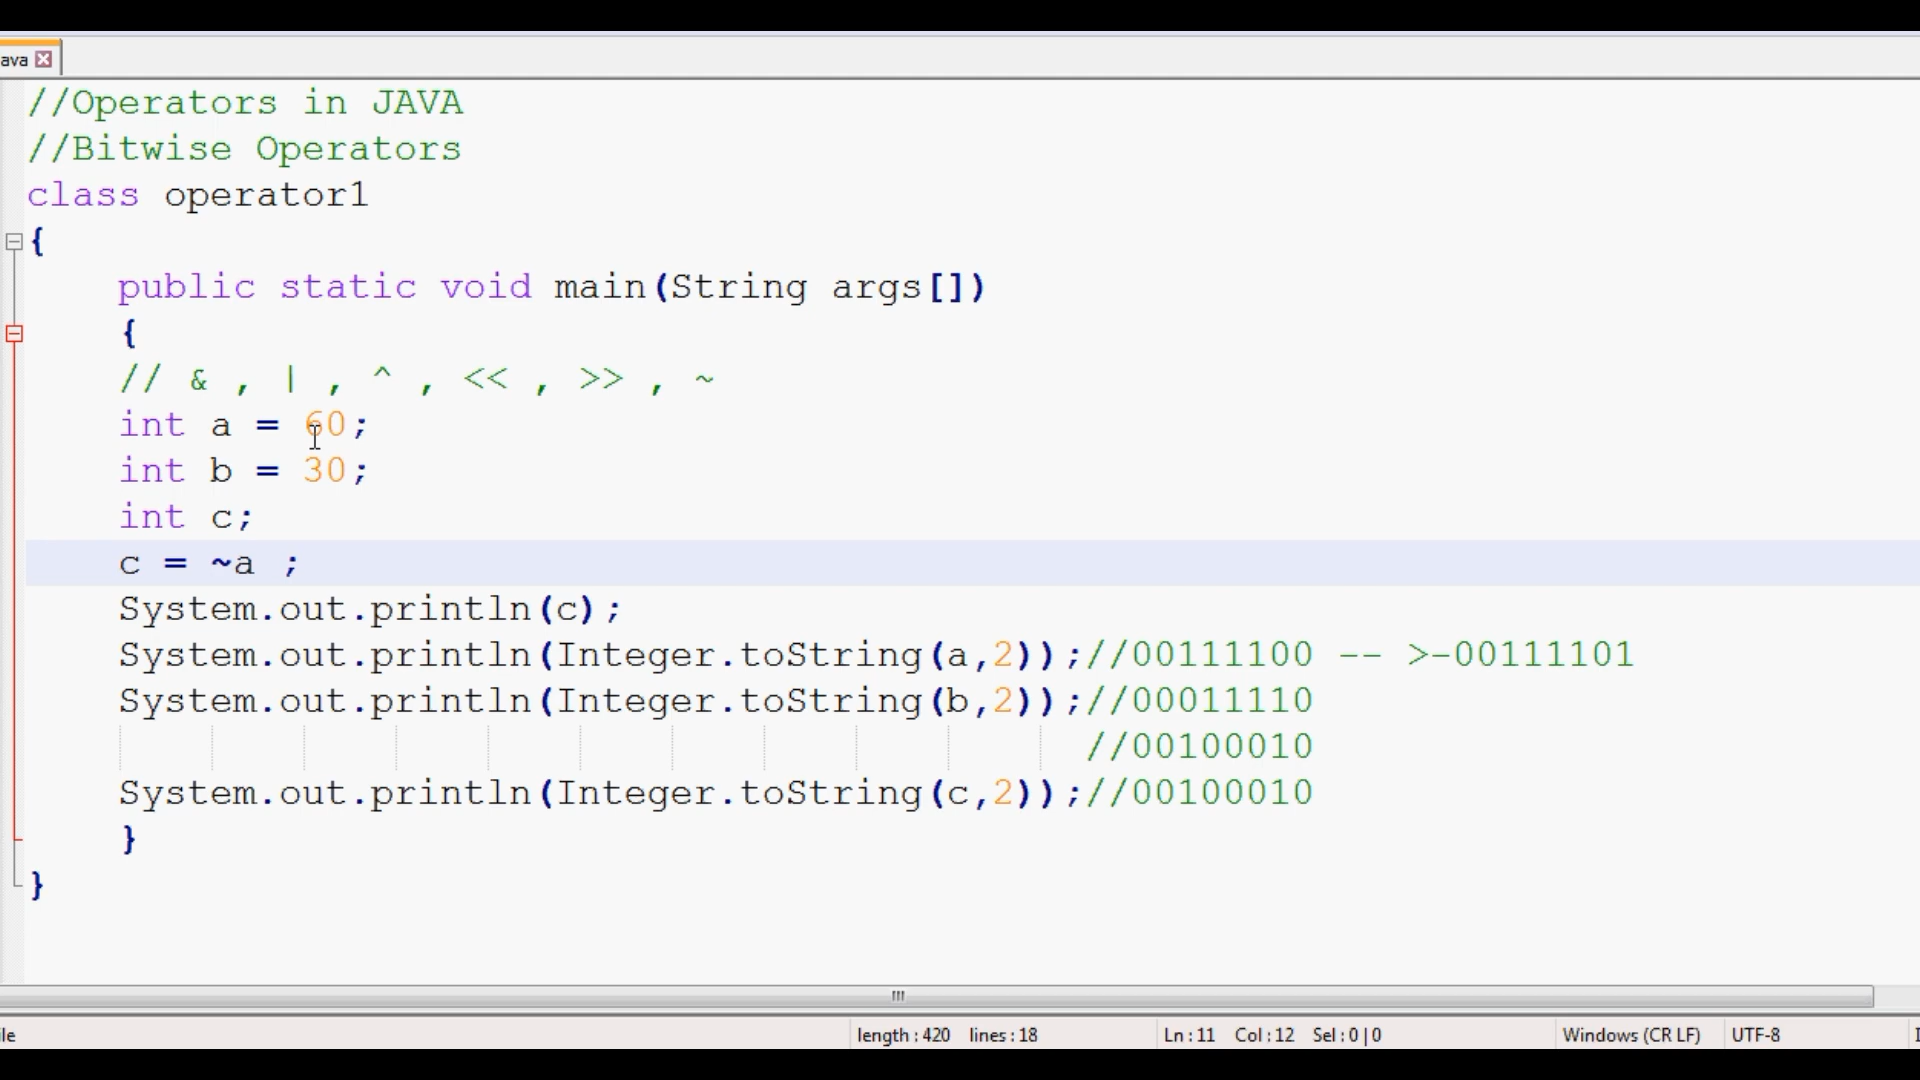 ava
//Operators in JAVA
//Bitwise Operators
class operator1
{
public static void main(String args[])
{
// & , | , ^ , << , >> , ~
int a = 60;
int b = 30;
int c;
c = ~a ;
System.out.println(c);
System.out.println(Integer.toString(a,2));//00111100 -- >-00111101
System.out.println(Integer.toString(b,2));//00011110
//00100010
System.out.println(Integer.toString(c,2));//00100010
}
}
ile length : 420 lines : 18 Ln : 11 Col : 12 Sel : 0 | 0 Windows (CR LF) UTF-8